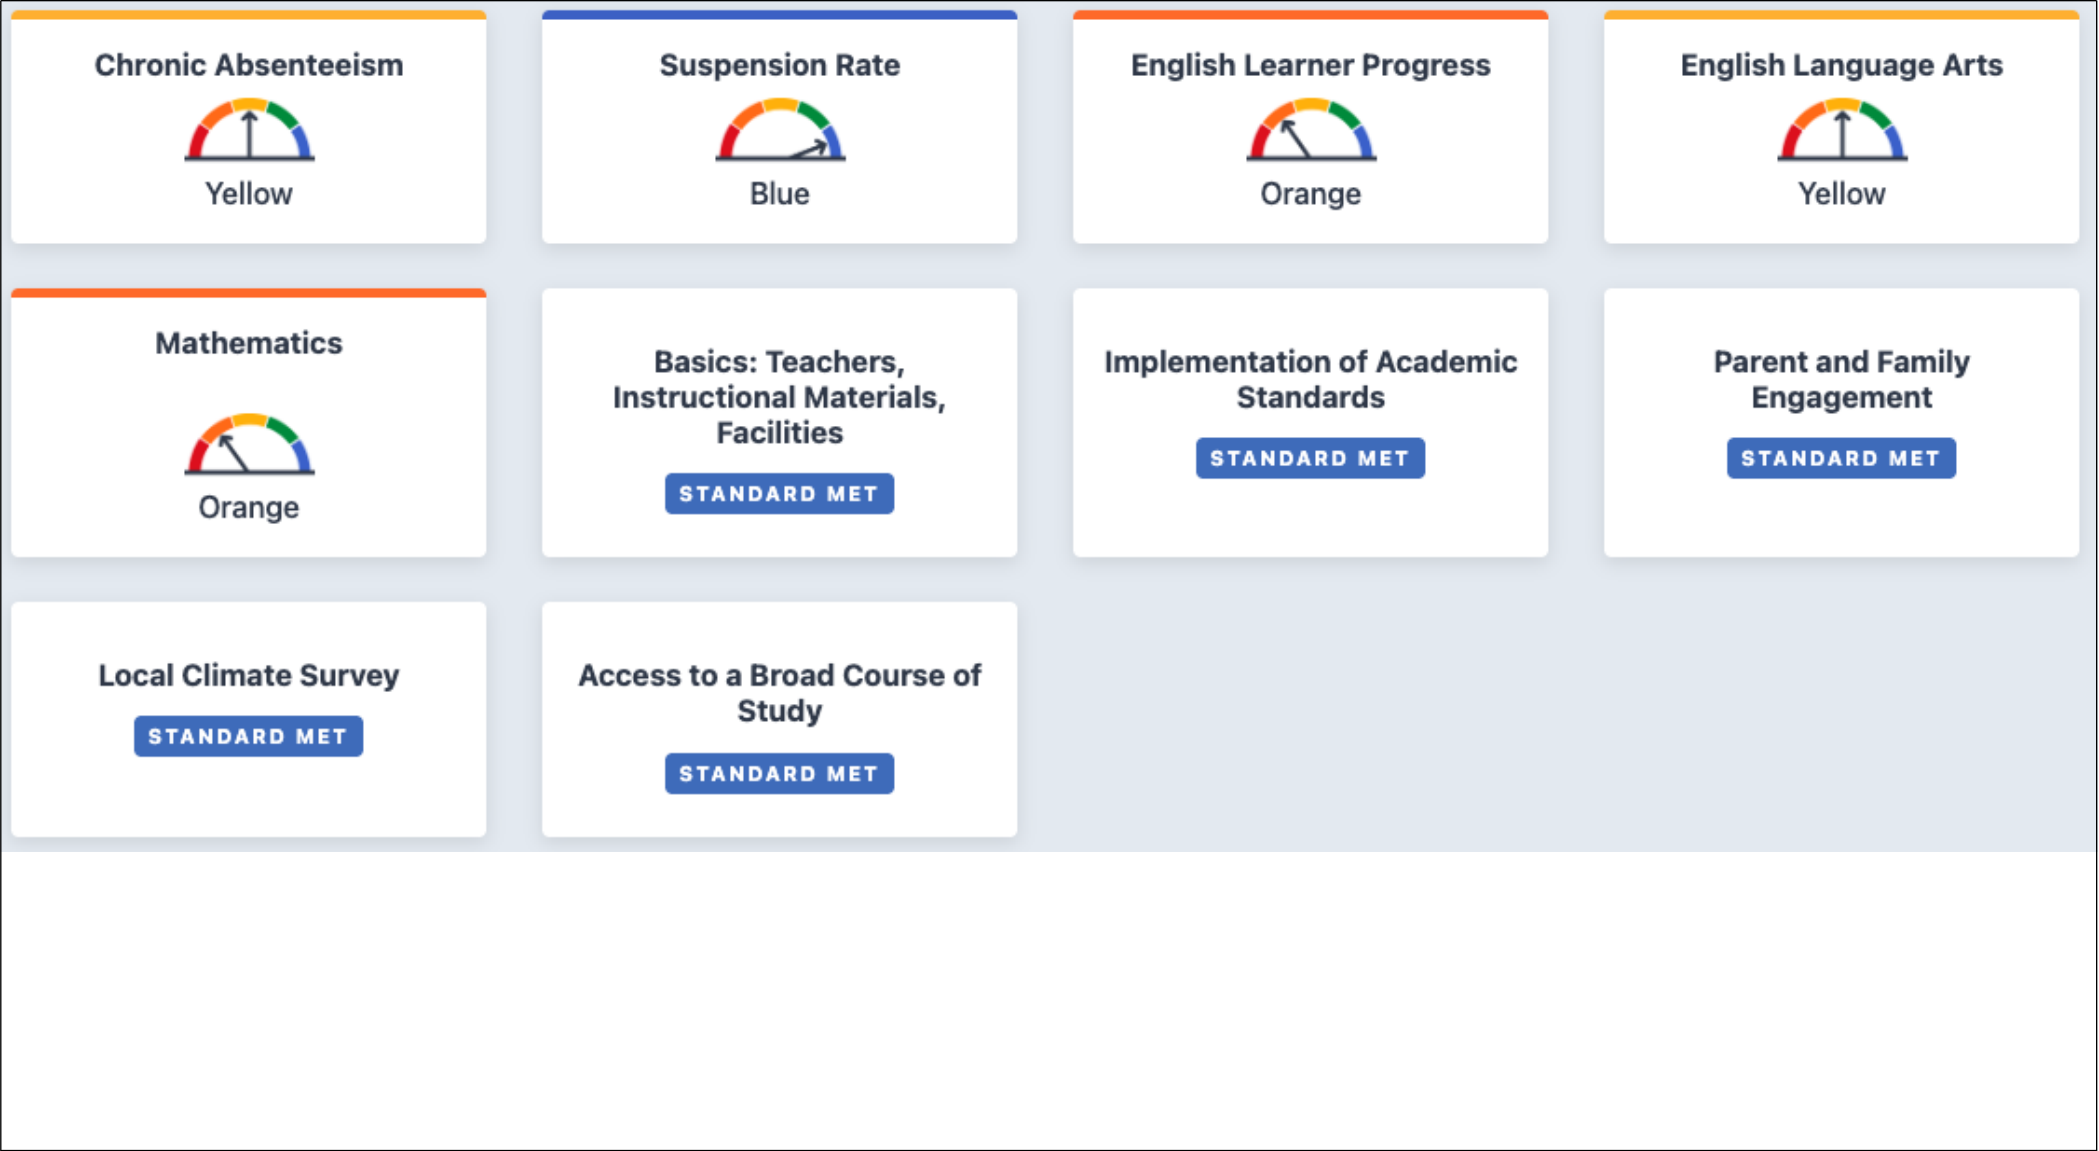 Chronic Absenteeism
Yellow
Suspension Rate
Blue
English Learner Progress
Orange
English Language Arts
Yellow
Mathematics
Orange
Basics: Teachers,
Instructional Materials,
Facilities
STANDARD MET
Implementation of Academic
Standards
STANDARD MET
Parent and Family
Engagement
STANDARD MET
Local Climate Survey
STANDARD MET
Access to a Broad Course of
Study
STANDARD MET